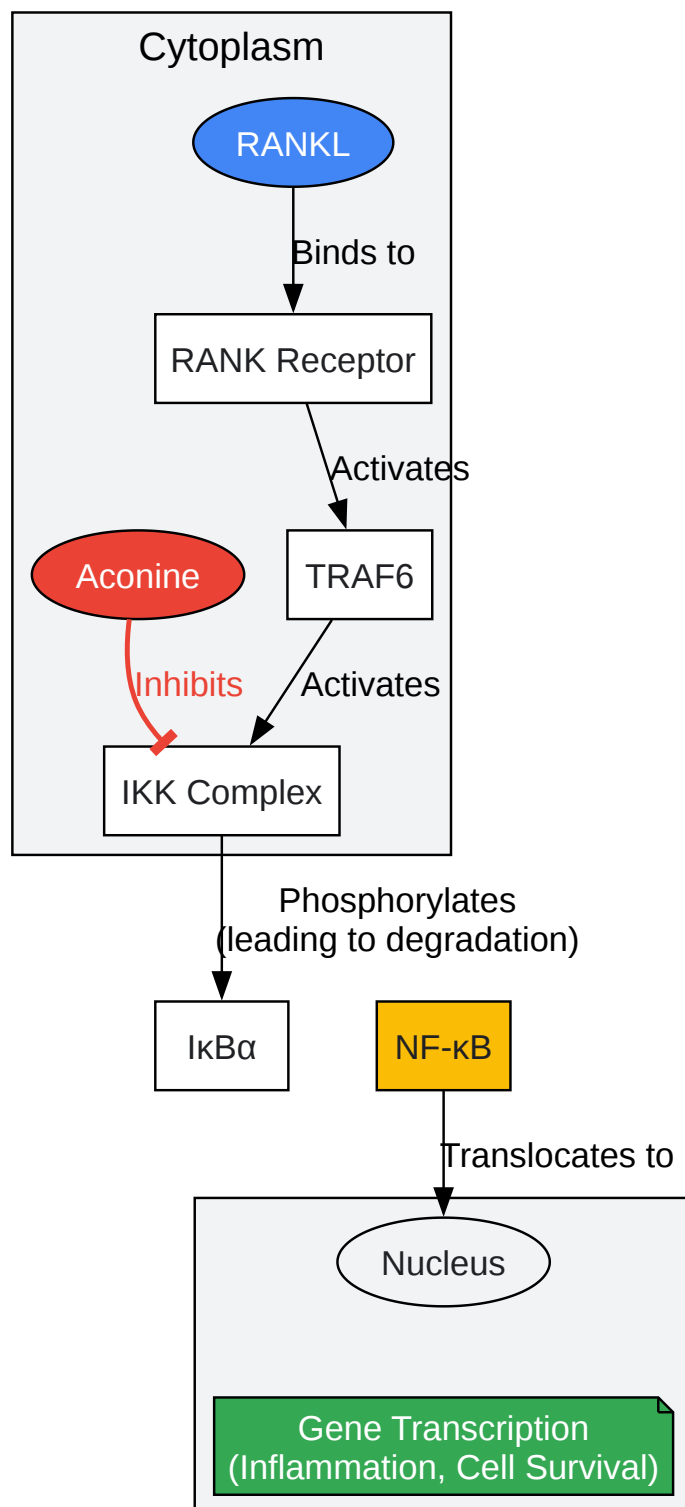 Cytoplasm
RANKL
Binds to
RANK Receptor
Activates
Aconine
TRAF6
Inhibits
Activates
IKK Complex
Phosphorylates
(leading to degradation)
IκBα
NF-κB
Translocates to
Nucleus
Gene Transcription
(Inflammation, Cell Survival)